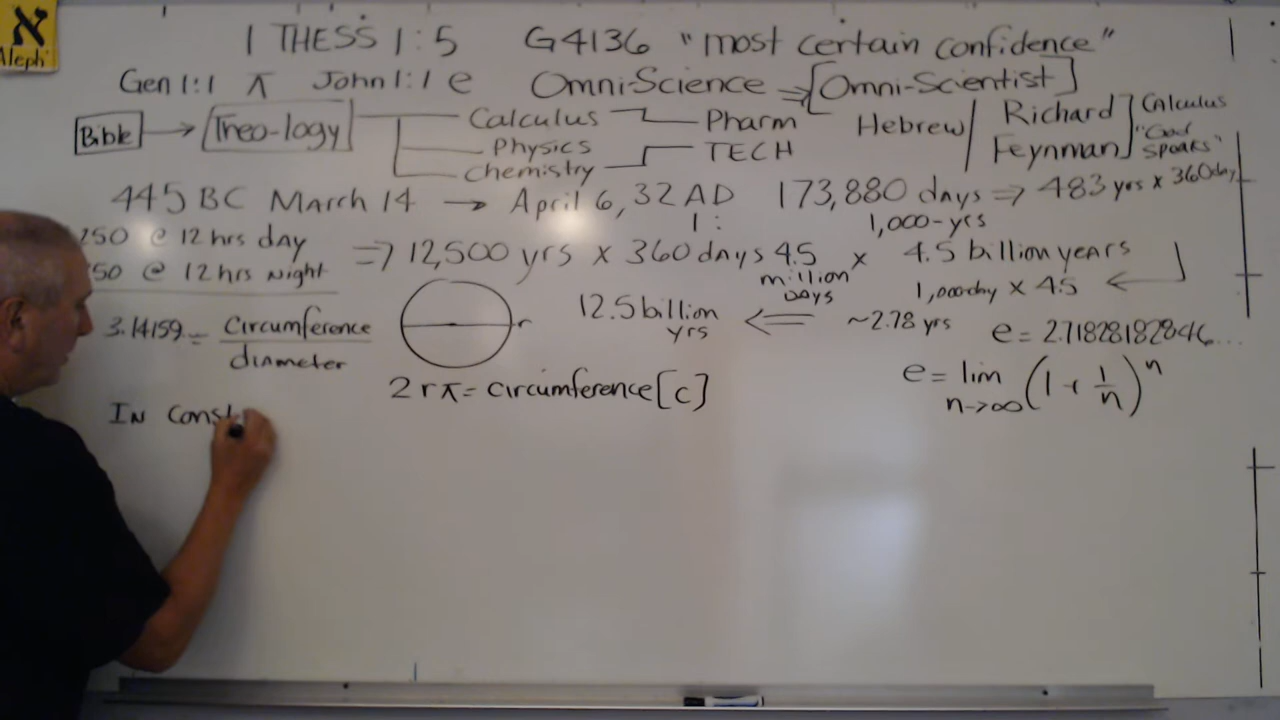 א
Aleph
1 THESS 1:5 G4136 "most certain confidence"
Gen 1:1 π John 1:1 e Omni-Science ⇒ [Omni-Scientist]
Bible → Theo-logy
Calculus
Physics
Chemistry
Pharm
TECH
Hebrew
Richard
Feynman
Calculus
"God
Speaks"
445 BC March 14 → April 6, 32 AD 173,880 days ⇒ 483 yrs x 360 day
1: 1,000-yrs
250 @ 12 hrs day
50 @ 12 hrs Night
⇒ 12,500 yrs x 360 days 4.5 x 4.5 billion years
million
Days
1,000 day x 4.5 ←
12.5 billion
yrs
⇐ ~2.78 yrs
e = 2.71828182846...
3.14159 = Circumference
diameter
r
e = lim (1 + 1/n)^n
n->∞
2 r π = circumference [c]
In Const